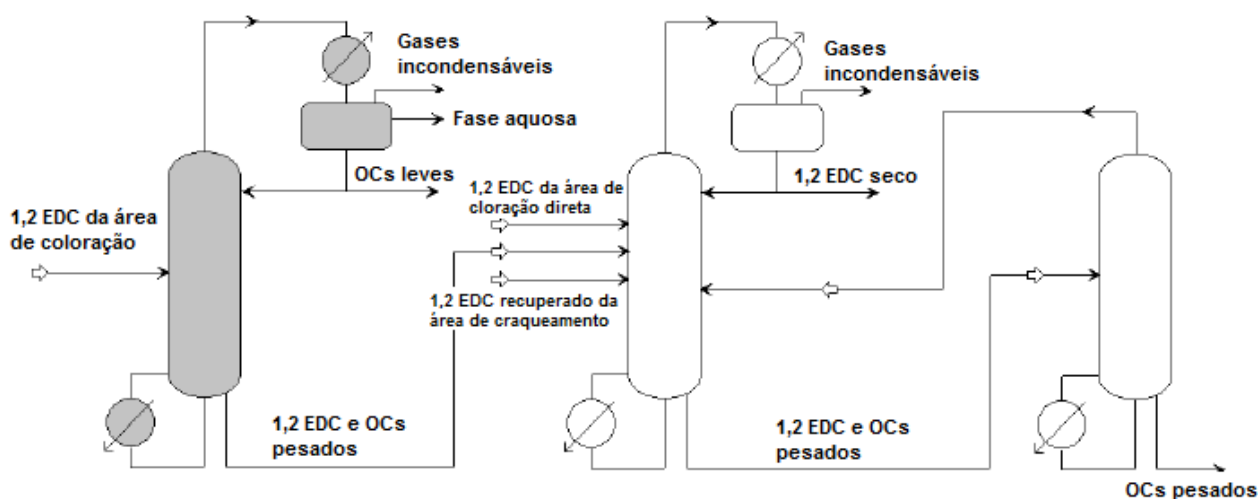 Gases
incondensáveis
Fase aquosa
OCs leves
1,2 EDC da área
de coloração
1,2 EDC e OCs
pesados
Gases
incondensáveis
1,2 EDC seco
1,2 EDC da área de
cloração direta
1,2 EDC recuperado da
área de craqueamento
1,2 EDC e OCs
pesados
OCs pesados